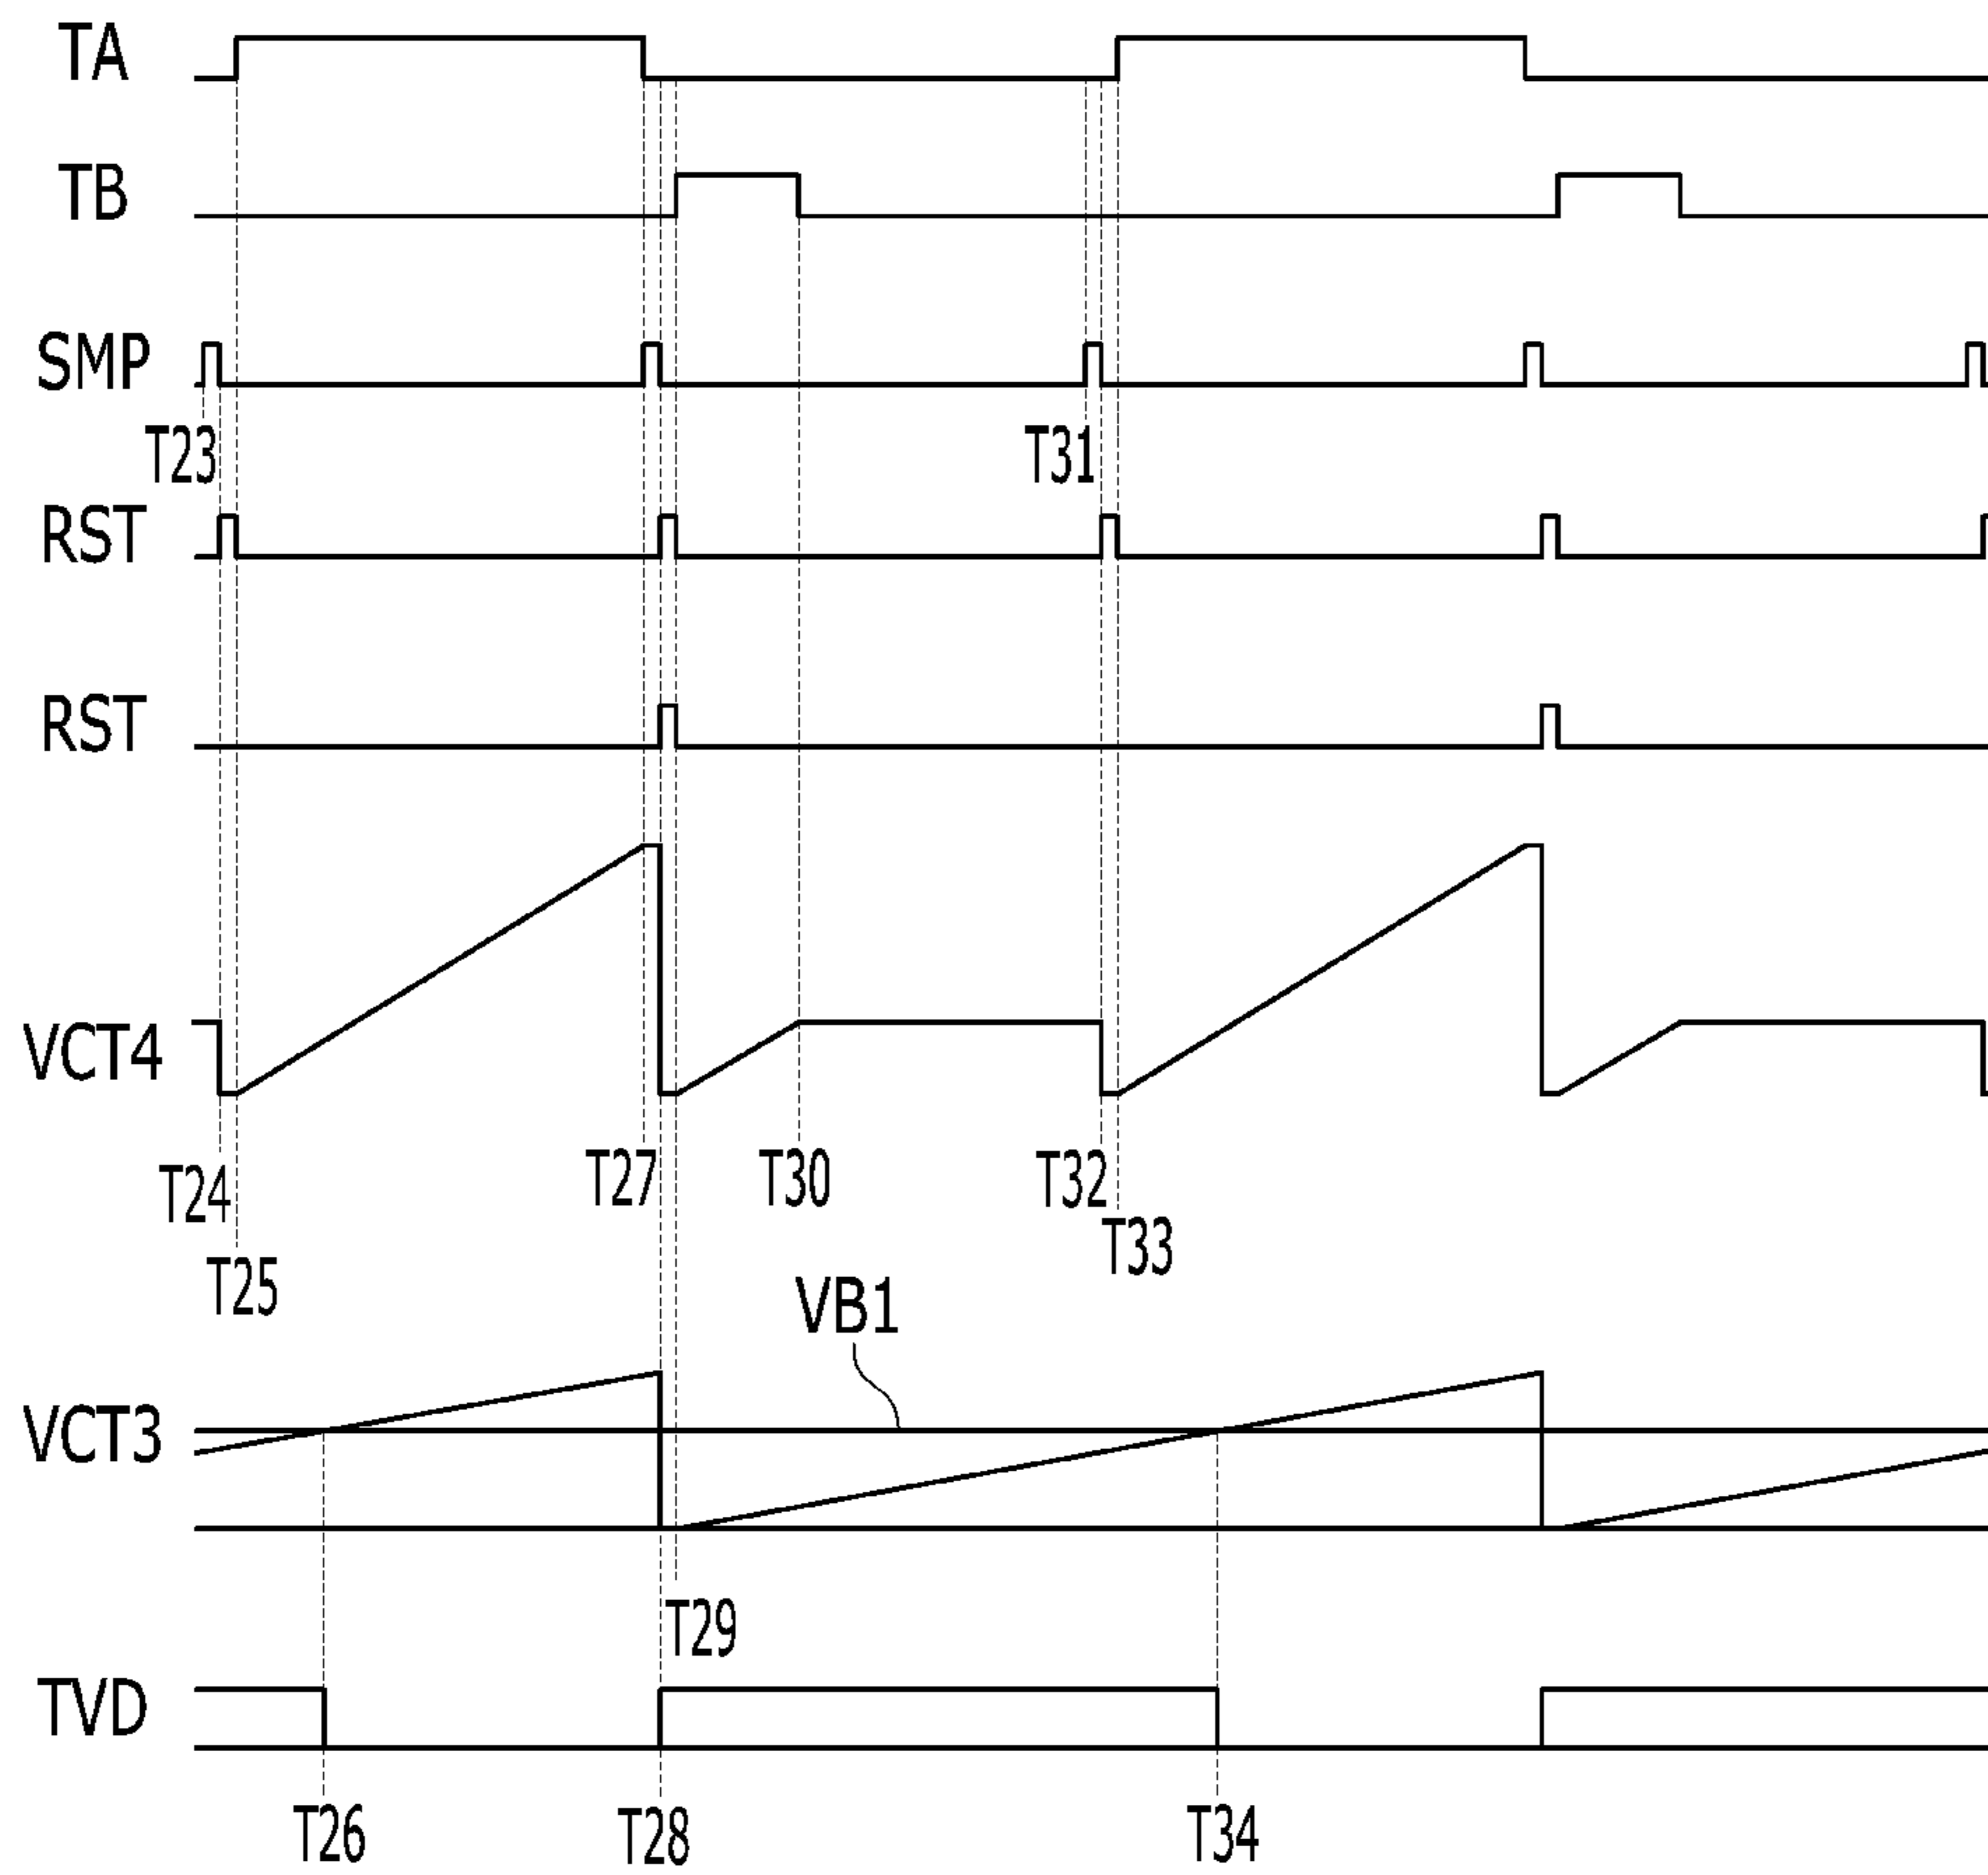 TA
TB
SMP
T23
T31
RST
RST
VCT4
T24
T27
T30
T32
T33
T25
VB1
VCT3
T29
TVD
T26
T28
T34